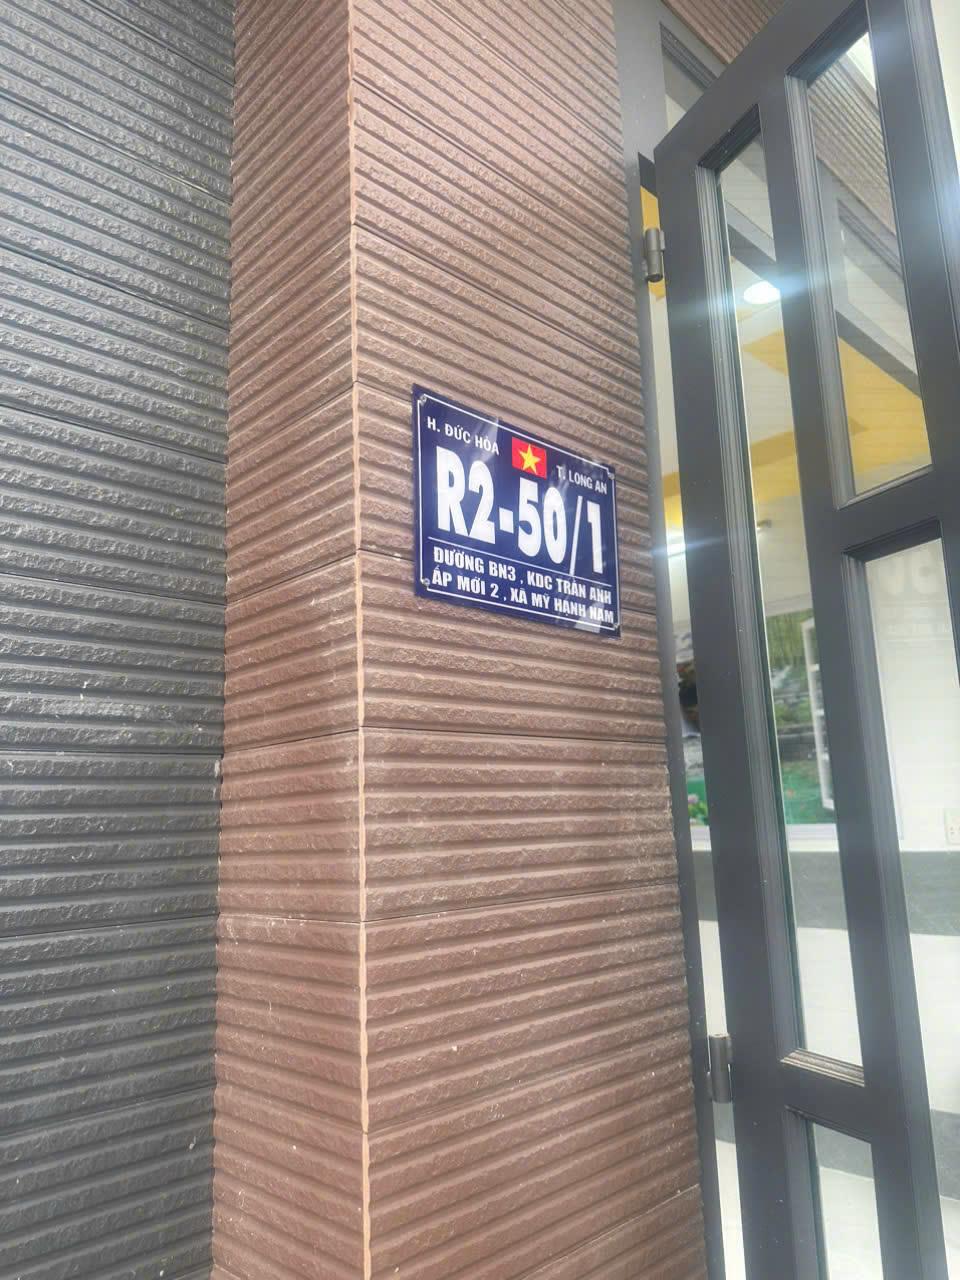 H. ĐỨC HÒA
T. LONG AN
R2-50/1
ĐƯỜNG BN3 , KDC TRẦN ANH
ẤP MỚI 2 , XÃ MỸ HẠNH NAM